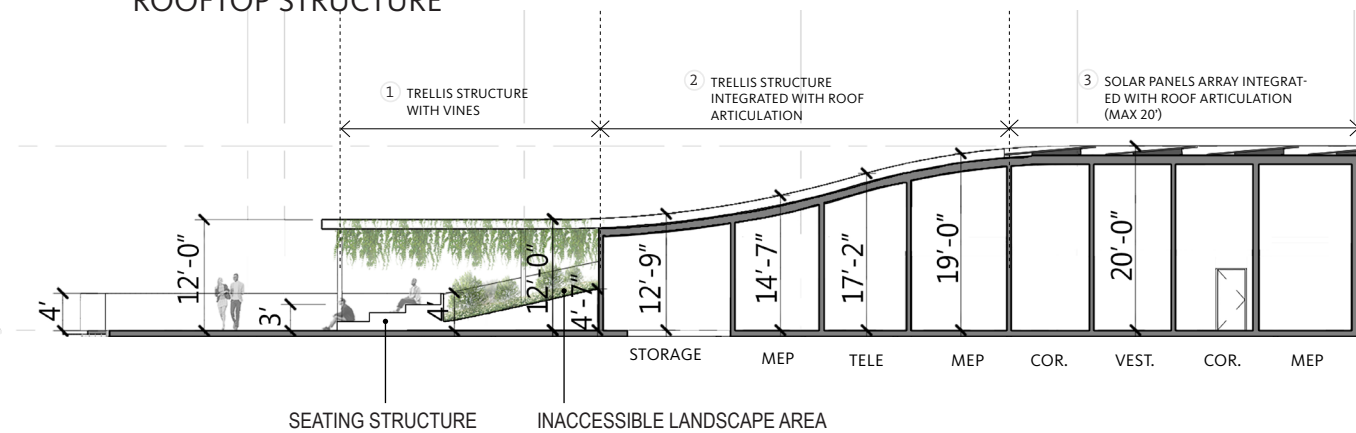 ROOFTOP STRUCTURE
1 TRELLIS STRUCTURE
WITH VINES
2 TRELLIS STRUCTURE
INTEGRATED WITH ROOF
ARTICULATION
3 SOLAR PANELS ARRAY INTEGRAT-
ED WITH ROOF ARTICULATION
(MAX 20')
4'
12'-0"
3'
4'
12'-0"
4'-7"
12'-9"
14'-7"
17'-2"
19'-0"
20'-0"
STORAGE
MEP
TELE
MEP
COR.
VEST.
COR.
MEP
SEATING STRUCTURE
INACCESSIBLE LANDSCAPE AREA